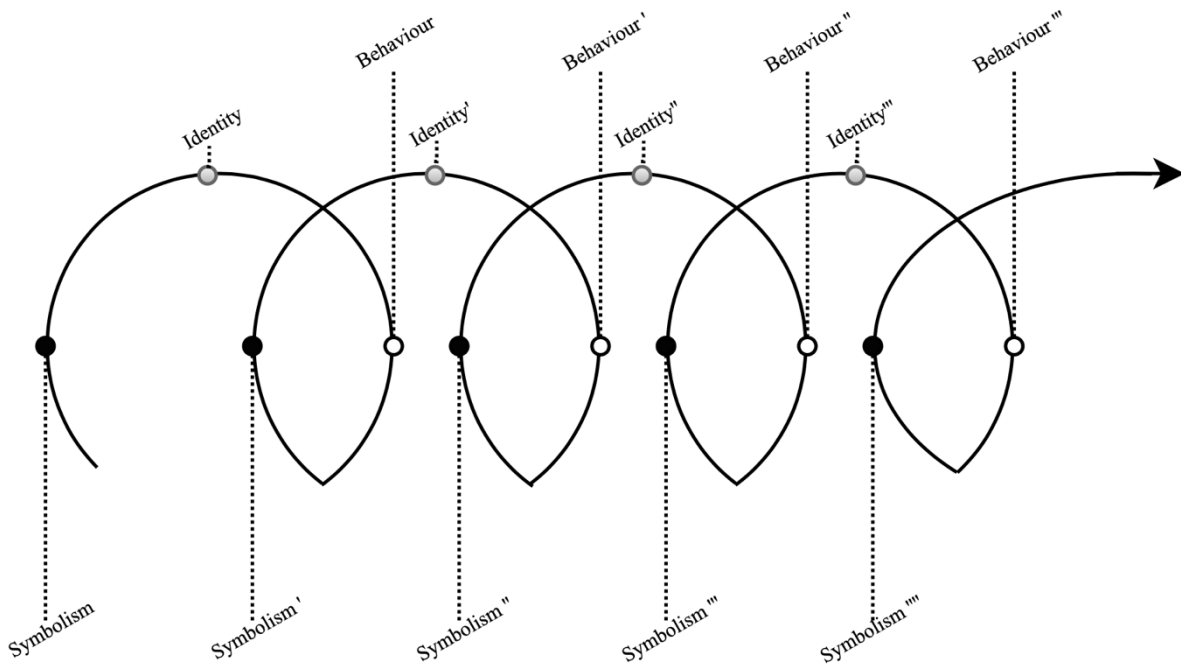 Behaviour
Behaviour '
Behaviour "
Behaviour '''
Identity
Identity'
Identity"
Identity'''
Symbolism
Symbolism '
Symbolism "
Symbolism '''
Symbolism ''''